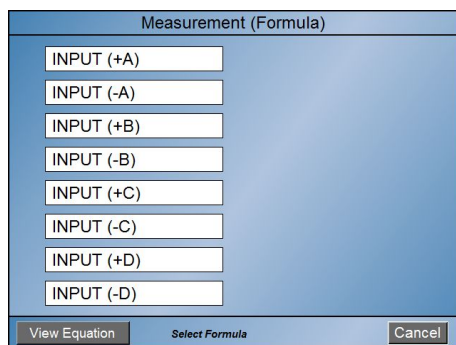 Measurement (Formula)
INPUT (+A)
INPUT (-A)
INPUT (+B)
INPUT (-B)
INPUT (+C)
INPUT (-C)
INPUT (+D)
INPUT (-D)
View Equation Select Formula Cancel